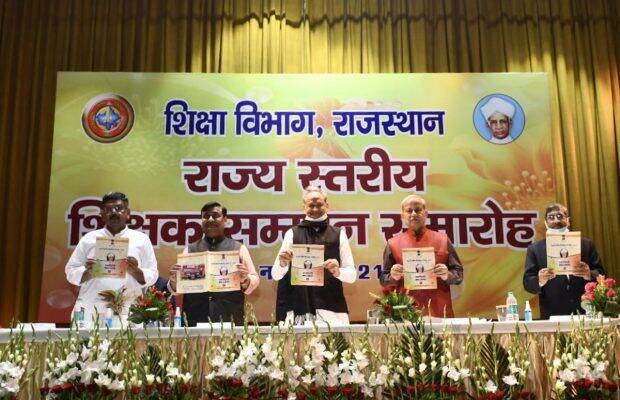 शिक्षा विभाग, राजस्थान
राज्य स्तरीय
शिक्षक सम्मान समारोह